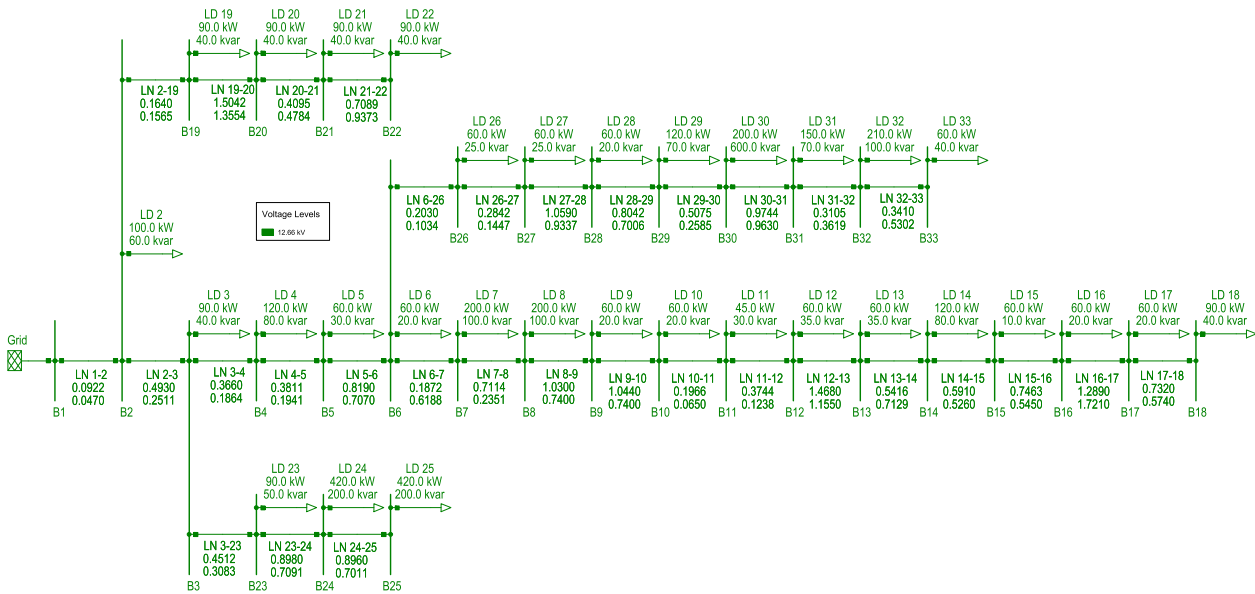 LD 19
90.0 kW
40.0 kvar
LD 20
90.0 kW
40.0 kvar
LD 21
90.0 kW
40.0 kvar
LD 22
90.0 kW
40.0 kvar
LN 2-19
0.1640
0.1565
LN 19-20
1.5042
1.3554
LN 20-21
0.4095
0.4784
LN 21-22
0.7089
0.9373
B19
B20
B21
B22
LD 26
60.0 kW
25.0 kvar
LD 27
60.0 kW
25.0 kvar
LD 28
60.0 kW
20.0 kvar
LD 29
120.0 kW
70.0 kvar
LD 30
200.0 kW
600.0 kvar
LD 31
150.0 kW
70.0 kvar
LD 32
210.0 kW
100.0 kvar
LD 33
60.0 kW
40.0 kvar
LN 6-26
0.2030
0.1034
LN 26-27
0.2842
0.1447
LN 27-28
1.0590
0.9337
LN 28-29
0.8042
0.7006
LN 29-30
0.5075
0.2585
LN 30-31
0.9744
0.9630
LN 31-32
0.3105
0.3619
LN 32-33
0.3410
0.5302
B26
B27
B28
B29
B30
B31
B32
B33
LD 2
100.0 kW
60.0 kvar
Voltage Levels
12.66 kV
LD 3
90.0 kW
40.0 kvar
LD 4
120.0 kW
80.0 kvar
LD 5
60.0 kW
30.0 kvar
LD 6
60.0 kW
20.0 kvar
LD 7
200.0 kW
100.0 kvar
LD 8
200.0 kW
100.0 kvar
LD 9
60.0 kW
20.0 kvar
LD 10
60.0 kW
20.0 kvar
LD 11
45.0 kW
30.0 kvar
LD 12
60.0 kW
35.0 kvar
LD 13
60.0 kW
35.0 kvar
LD 14
120.0 kW
80.0 kvar
LD 15
60.0 kW
10.0 kvar
LD 16
60.0 kW
20.0 kvar
LD 17
60.0 kW
20.0 kvar
LD 18
90.0 kW
40.0 kvar
Grid
LN 1-2
0.0922
0.0470
LN 2-3
0.4930
0.2511
LN 3-4
0.3660
0.1864
LN 4-5
0.3811
0.1941
LN 5-6
0.8190
0.7070
LN 6-7
0.1872
0.6188
LN 7-8
0.7114
0.2351
LN 8-9
1.0300
0.7400
LN 9-10
1.0440
0.7400
LN 10-11
0.1966
0.0650
LN 11-12
0.3744
0.1238
LN 12-13
1.4680
1.1550
LN 13-14
0.5416
0.7129
LN 14-15
0.5910
0.5260
LN 15-16
0.7463
0.5450
LN 16-17
1.2890
1.7210
LN 17-18
0.7320
0.5740
B1
B2
B4
B5
B6
B7
B8
B9
B10
B11
B12
B13
B14
B15
B16
B17
B18
LD 23
90.0 kW
50.0 kvar
LD 24
420.0 kW
200.0 kvar
LD 25
420.0 kW
200.0 kvar
LN 3-23
0.4512
0.3083
LN 23-24
0.8980
0.7091
LN 24-25
0.8960
0.7011
B3
B23
B24
B25